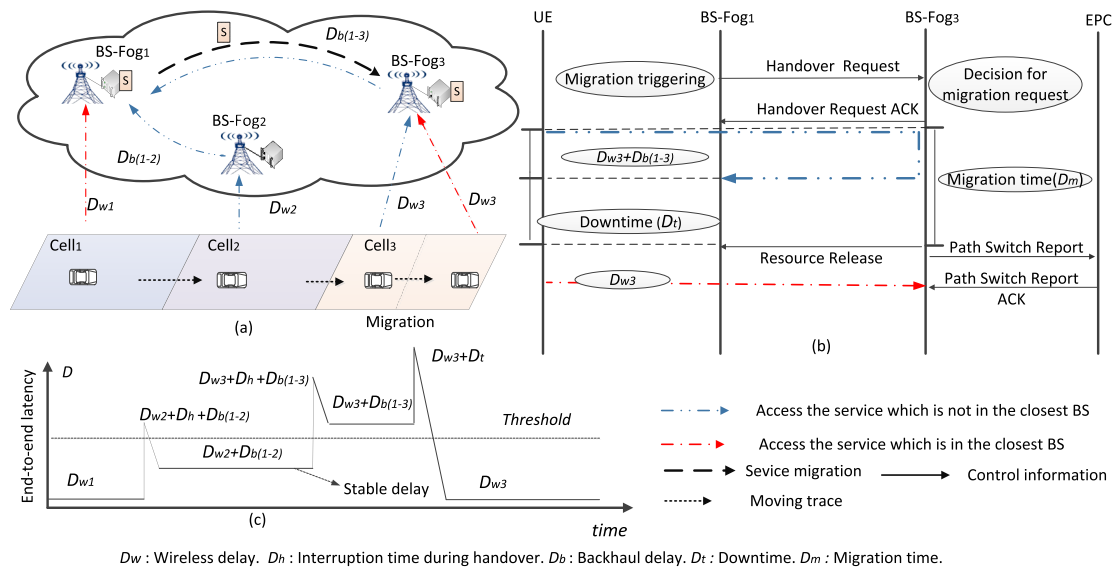 S
D_b(1-3)
BS-Fog1
BS-Fog3
S
S
BS-Fog2
D_b(1-2)
Dw1
Dw2
Dw3
Dw3
Cell1
Cell2
Cell3
Migration
(a)
UE
BS-Fog1
BS-Fog3
EPC
Migration triggering
Handover Request
Decision for
migration request
Handover Request ACK
Dw3+Db(1-3)
Migration time(Dm)
Downtime (Dt)
Resource Release
Path Switch Report
Dw3
Path Switch Report
ACK
(b)
End-to-end latency
D
Dw3+Dt
Dw3+Dh +Db(1-3)
Dw2+Dh +Db(1-2)
Dw3+Db(1-3)
Threshold
Dw2+Db(1-2)
Dw1
Stable delay
Dw3
(c)
time
Access the service which is not in the closest BS
Access the service which is in the closest BS
Sevice migration
Control information
Moving trace
Dw : Wireless delay. Dh : Interruption time during handover. Db : Backhaul delay. Dt : Downtime. Dm : Migration time.